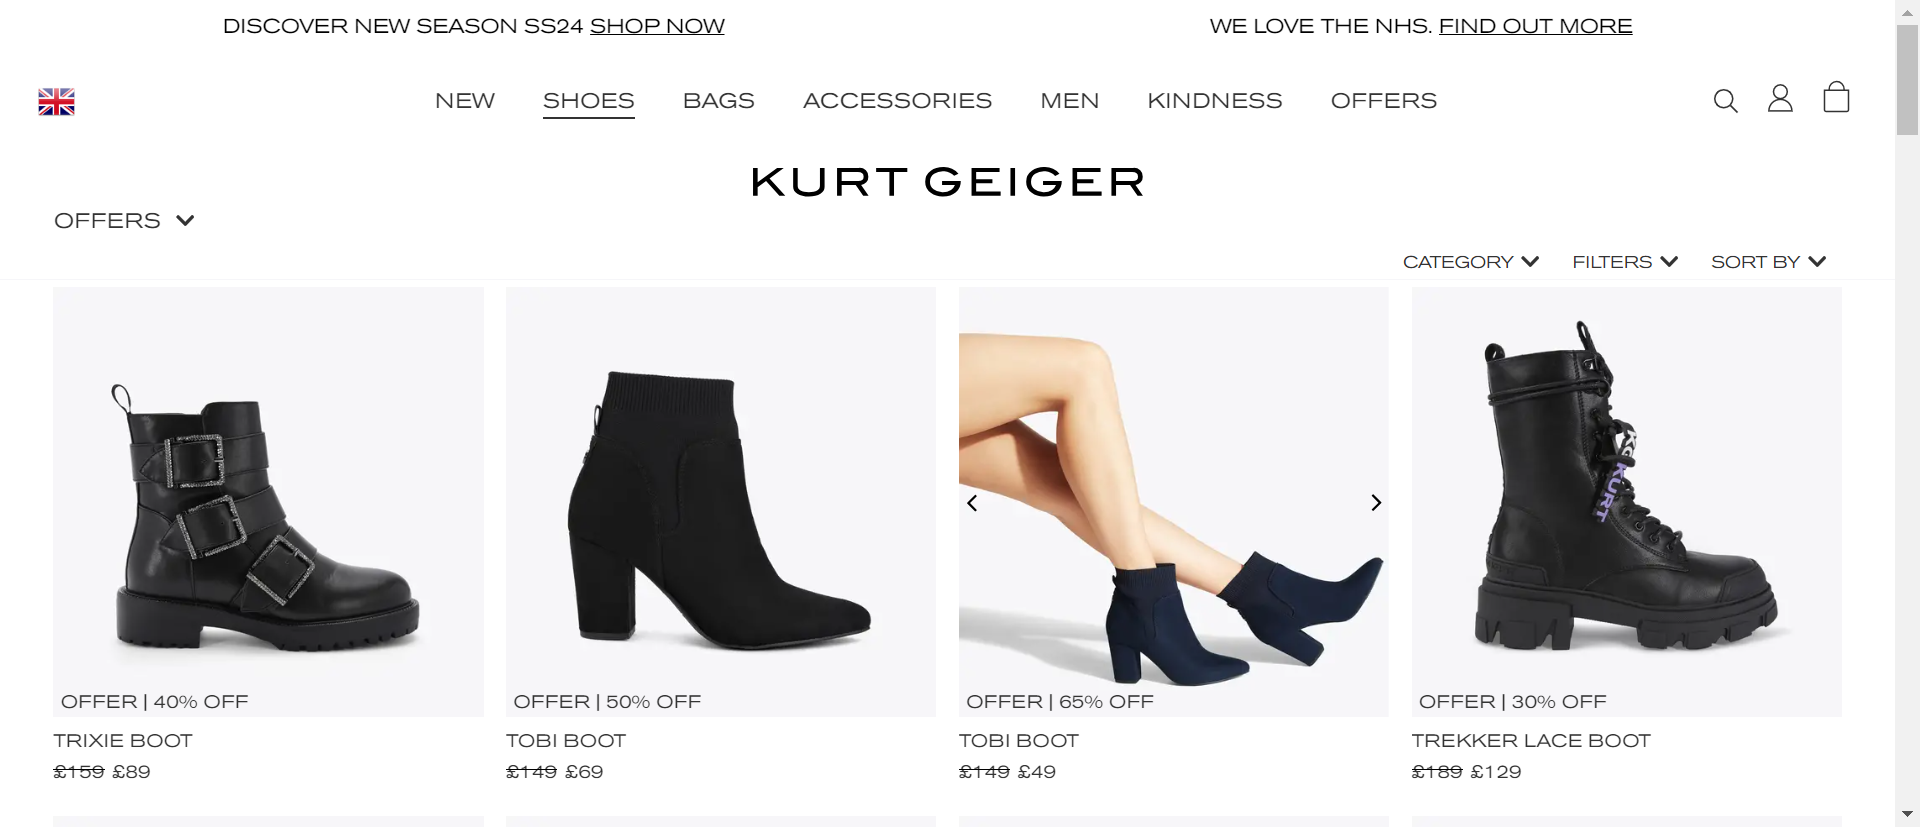 DISCOVER NEW SEASON SS24 SHOP NOW
WE LOVE THE NHS. FIND OUT MORE
NEW SHOES BAGS ACCESSORIES MEN KINDNESS OFFERS
KURT GEIGER
OFFERS
CATEGORY FILTERS SORT BY
KG KURT
OFFER | 40% OFF
TRIXIE BOOT
£159 £89
OFFER | 50% OFF
TOBI BOOT
£149 £69
OFFER | 65% OFF
TOBI BOOT
£149 £49
OFFER | 30% OFF
TREKKER LACE BOOT
£189 £129